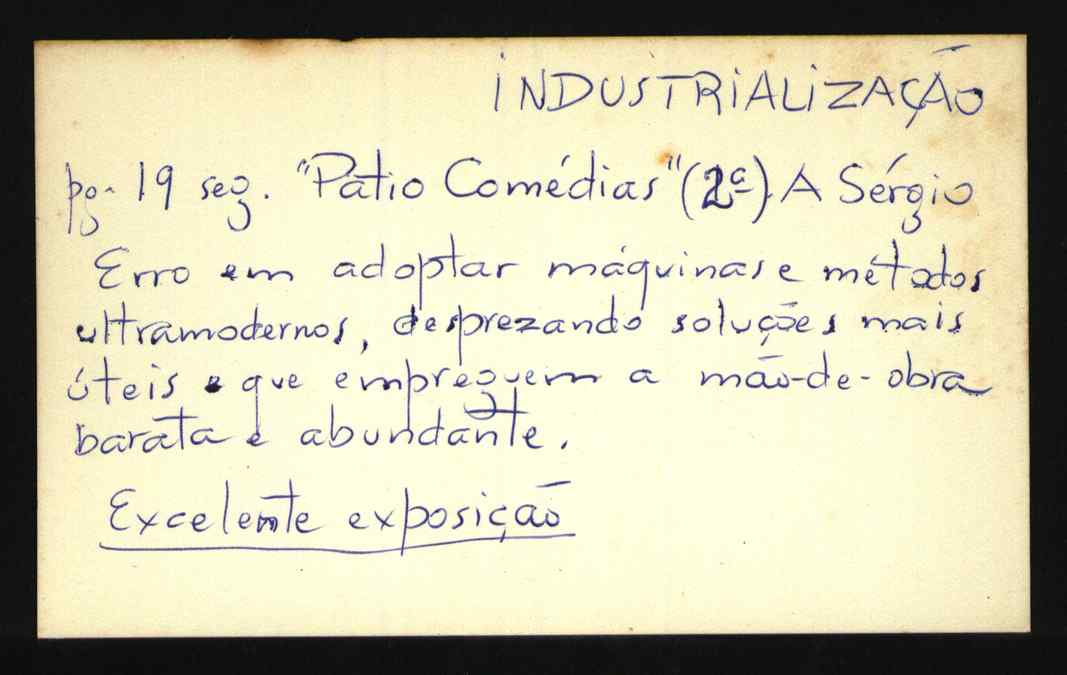 INDUSTRIALIZAÇÃO
pg. 19 seg. "Pátio Comédias" (2ª) A Sérgio
Erro em adoptar máquinas e métodos
ultramodernos, desprezando soluções mais
úteis e que empreguem a mão-de-obra
barata e abundante.
Excelente exposição